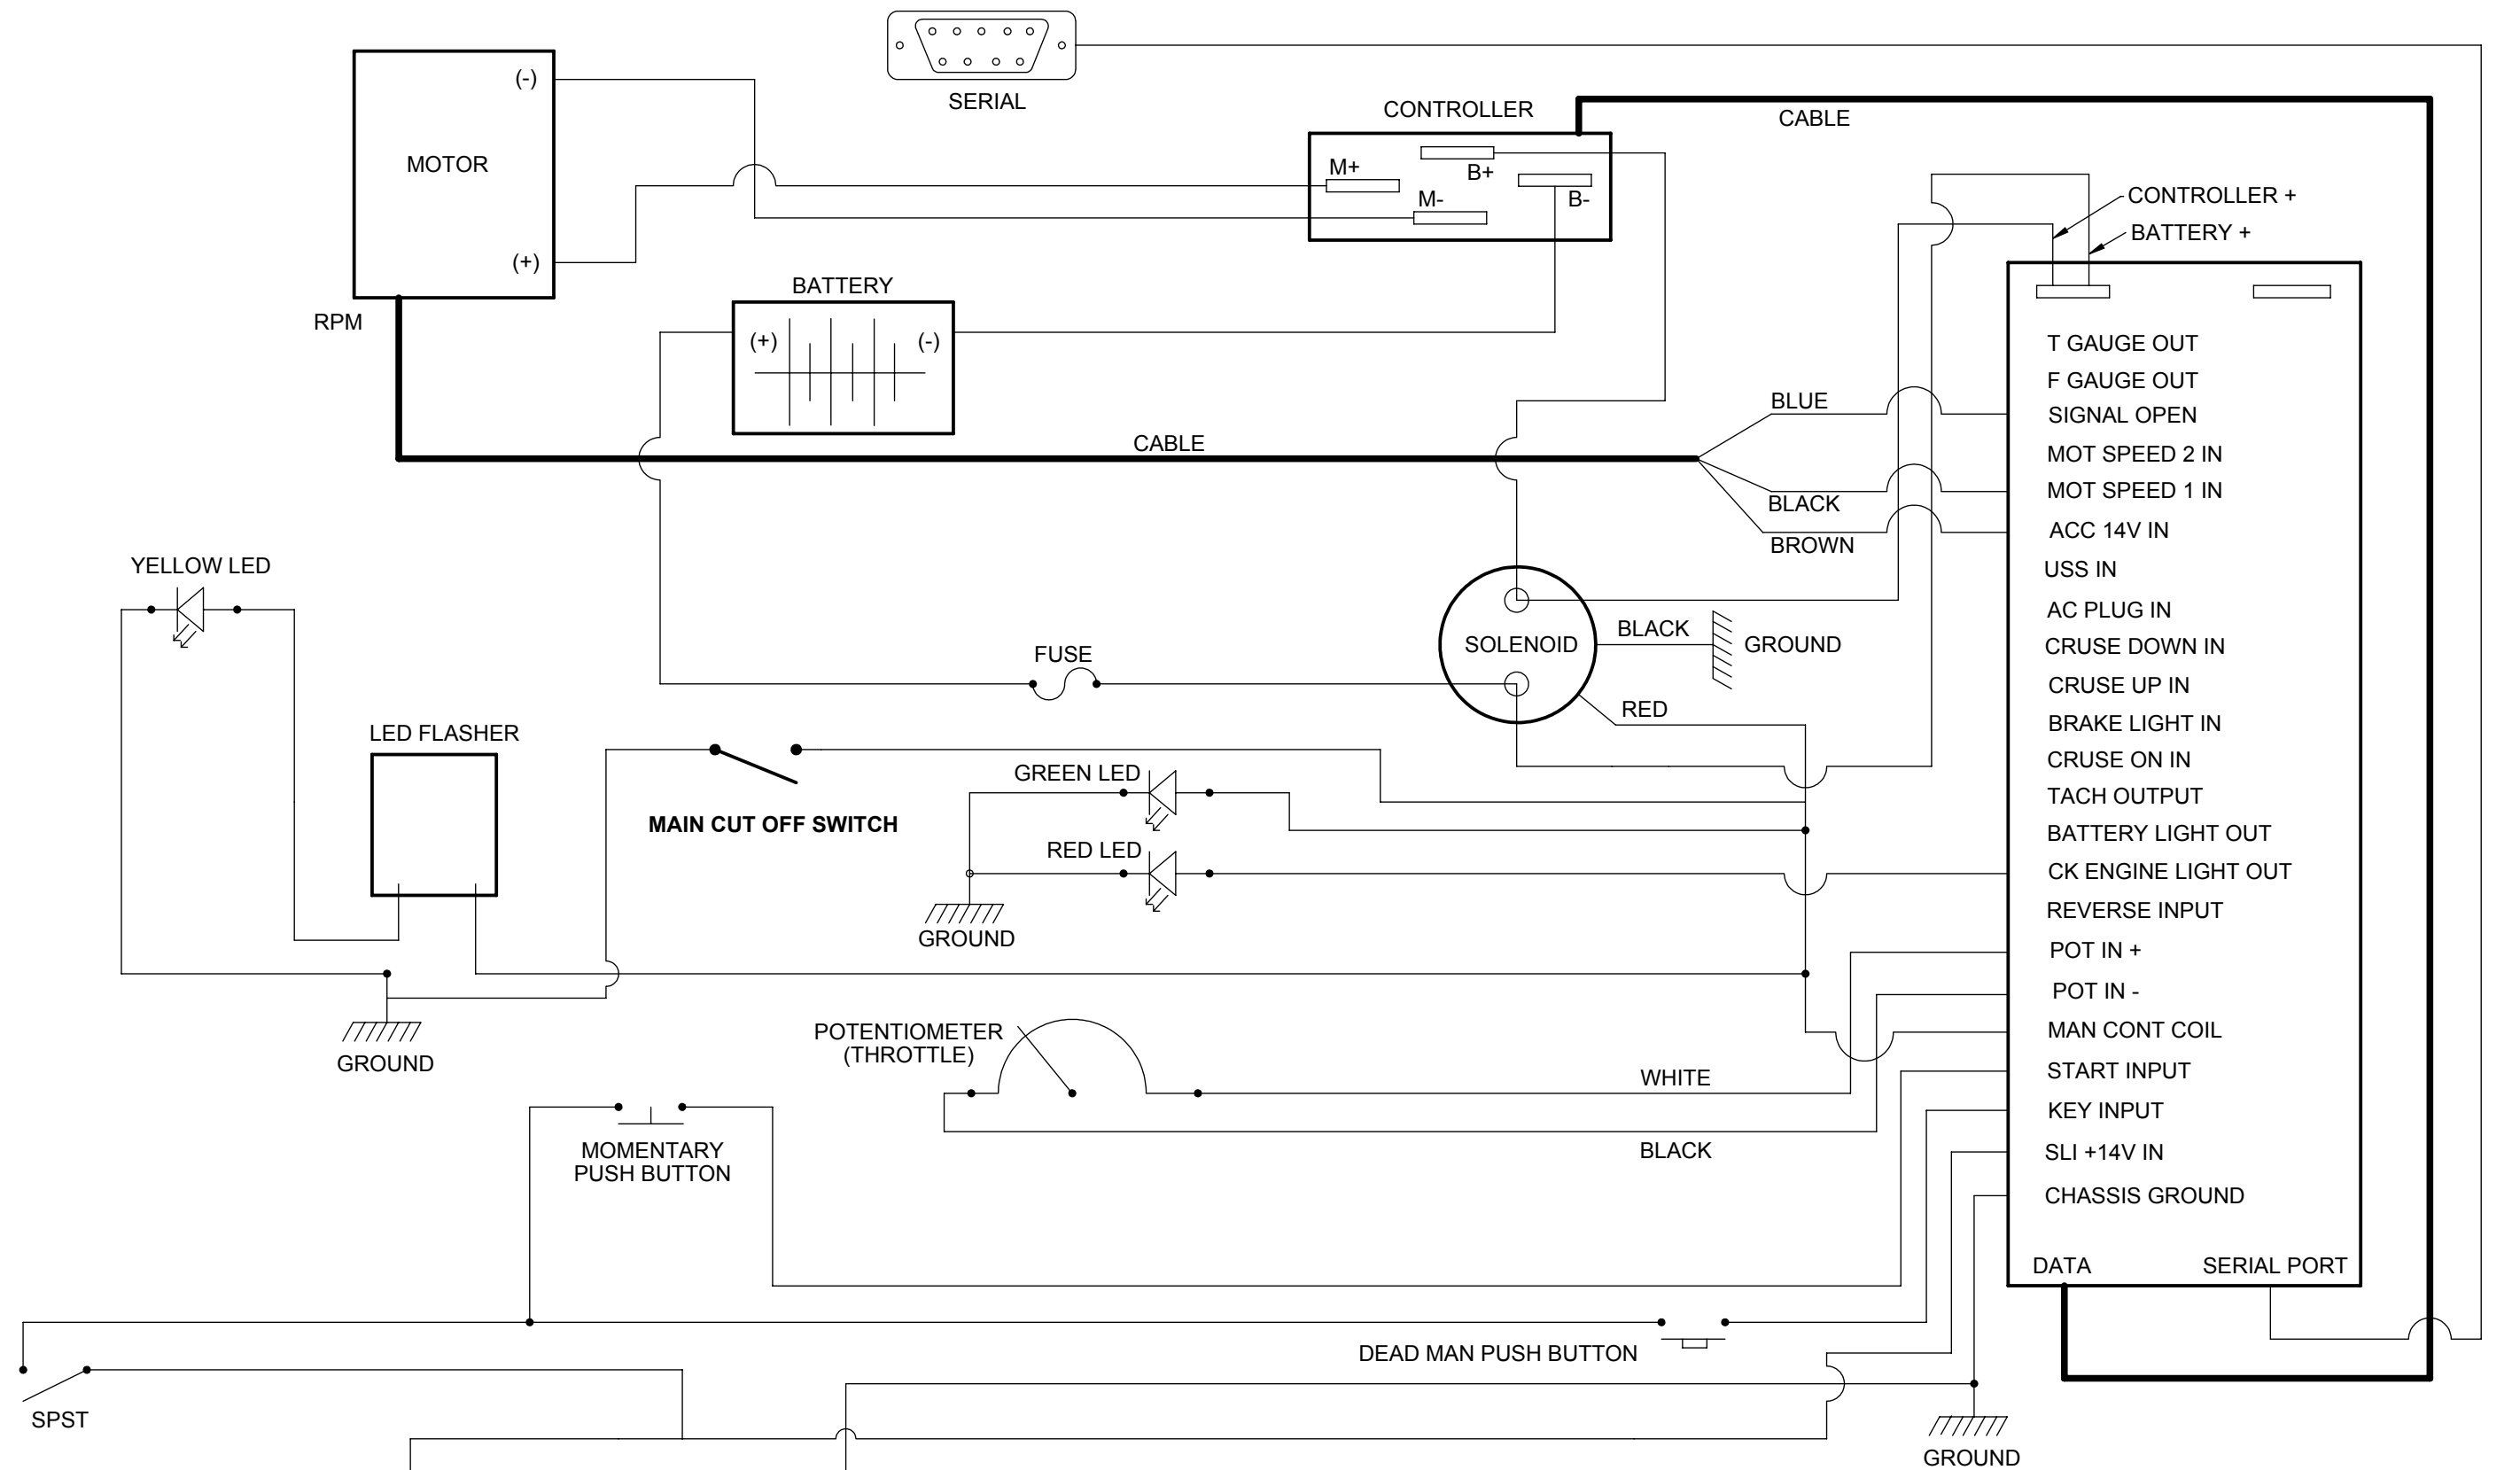 SERIAL
CONTROLLER
CABLE
(-)
MOTOR
(+)
RPM
M+
B+
M-
B-
CONTROLLER +
BATTERY +
BATTERY
(+)
(-)
CABLE
BLUE
BLACK
BROWN
T GAUGE OUT
F GAUGE OUT
SIGNAL OPEN
MOT SPEED 2 IN
MOT SPEED 1 IN
ACC 14V IN
USS IN
AC PLUG IN
CRUSE DOWN IN
CRUSE UP IN
BRAKE LIGHT IN
CRUSE ON IN
TACH OUTPUT
BATTERY LIGHT OUT
CK ENGINE LIGHT OUT
REVERSE INPUT
POT IN +
POT IN -
MAN CONT COIL
START INPUT
KEY INPUT
SLI +14V IN
CHASSIS GROUND
DATA
SERIAL PORT
YELLOW LED
FUSE
SOLENOID
BLACK
GROUND
RED
LED FLASHER
MAIN CUT OFF SWITCH
GREEN LED
RED LED
GROUND
GROUND
POTENTIOMETER
(THROTTLE)
WHITE
BLACK
MOMENTARY
PUSH BUTTON
DEAD MAN PUSH BUTTON
SPST
GROUND